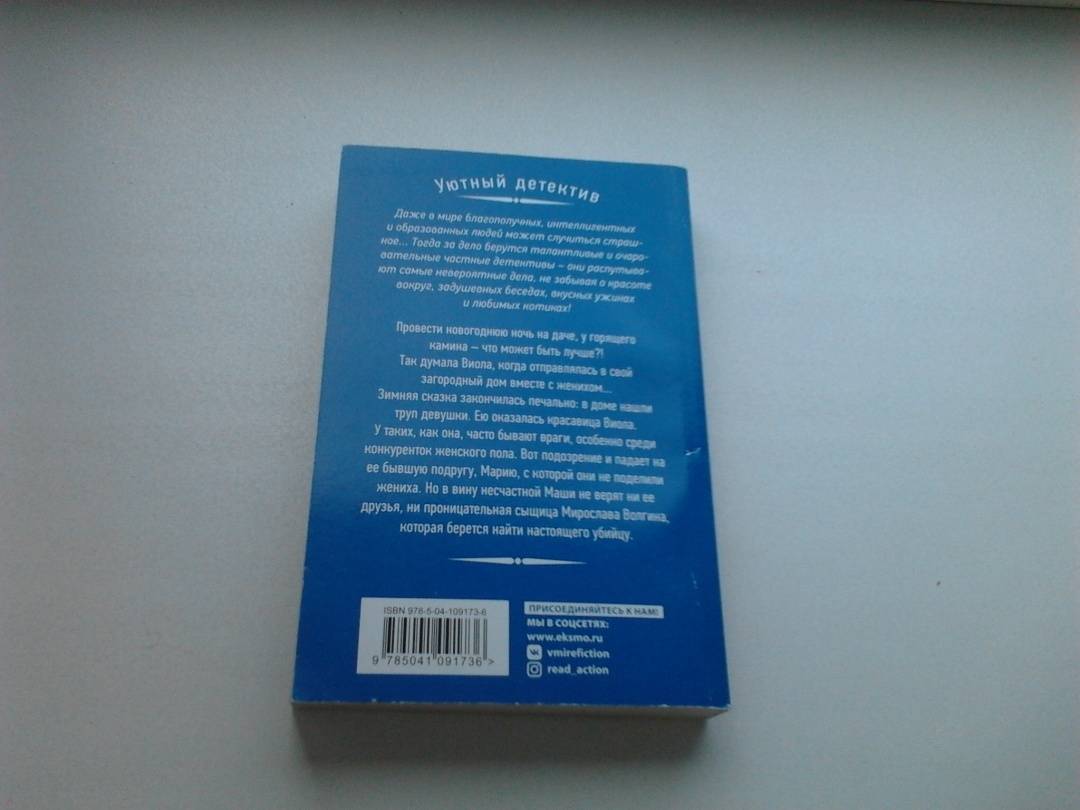 Уютный детектив
Даже в мире благополучных, интеллигентных
и образованных людей может случиться страш-
ное... Тогда за дело берутся талантливые и очаро-
вательные частные детективы – они распутыва-
ют самые невероятные дела, не забывая о красоте
вокруг, задушевных беседах, вкусных ужинах
и любимых котиках!
Провести новогоднюю ночь на даче, у горящего
камина – что может быть лучше?!
Так думала Виола, когда отправлялась в свой
загородный дом вместе с женихом...
Зимняя сказка закончилась печально: в доме нашли
труп девушки. Ею оказалась красавица Виола.
У таких, как она, часто бывают враги, особенно среди
конкуренток женского пола. Вот подозрение и падает на
ее бывшую подругу, Марию, с которой они не поделили
жениха. Но в вину несчастной Маши не верят ни ее
друзья, ни проницательная сыщица Мирослава Волгина,
которая берется найти настоящего убийцу.
ISBN 978-5-04-109173-6
9 785041 091736 >
ПРИСОЕДИНЯЙТЕСЬ К НАМ!
МЫ В СОЦСЕТЯХ:
www.eksmo.ru
vmirefiction
read_action